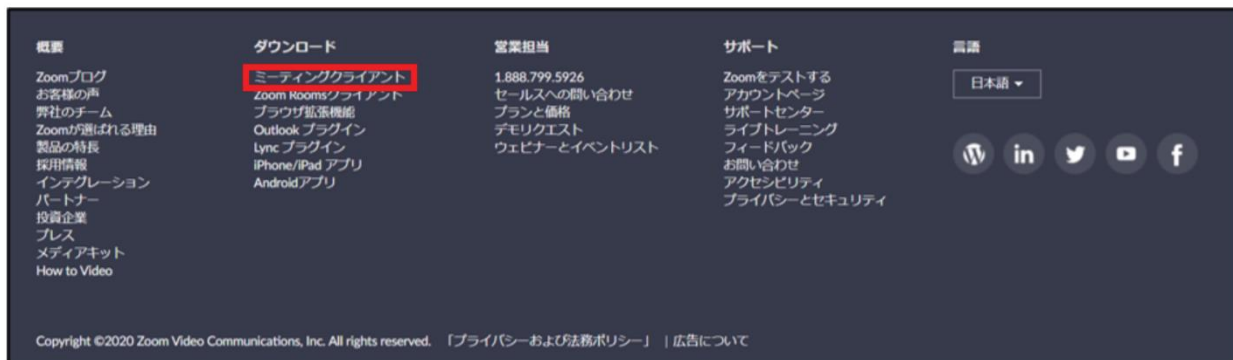 概要
Zoomブログ
お客様の声
弊社のチーム
Zoomが選ばれる理由
製品の特長
採用情報
インテグレーション
パートナー
投資企業
プレス
メディアキット
How to Video
ダウンロード
ミーティングクライアント
Zoom Roomsクライアント
ブラウザ拡張機能
Outlook プラグイン
Lync プラグイン
iPhone/iPad アプリ
Androidアプリ
営業担当
1.888.799.5926
セールスへの問い合わせ
プランと価格
デモリクエスト
ウェビナーとイベントリスト
サポート
Zoomをテストする
アカウントページ
サポートセンター
ライブトレーニング
フィードバック
お問い合わせ
アクセシビリティ
プライバシーとセキュリティ
言語
日本語
Copyright ©2020 Zoom Video Communications, Inc. All rights reserved. 「プライバシーおよび法務ポリシー」 | 広告について